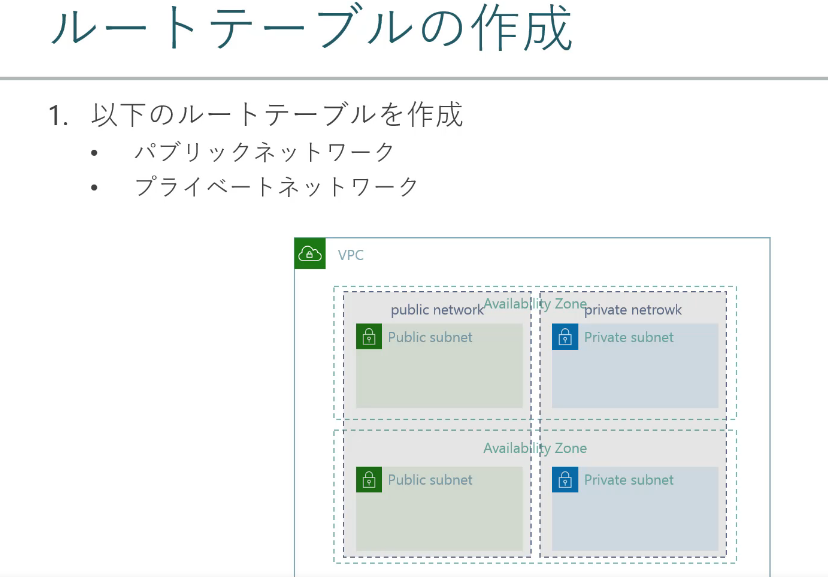 ルートテーブルの作成
1. 以下のルートテーブルを作成
• パブリックネットワーク
• プライベートネットワーク
VPC
Availability Zone
public network
private netrowk
Public subnet
Private subnet
Availability Zone
Public subnet
Private subnet